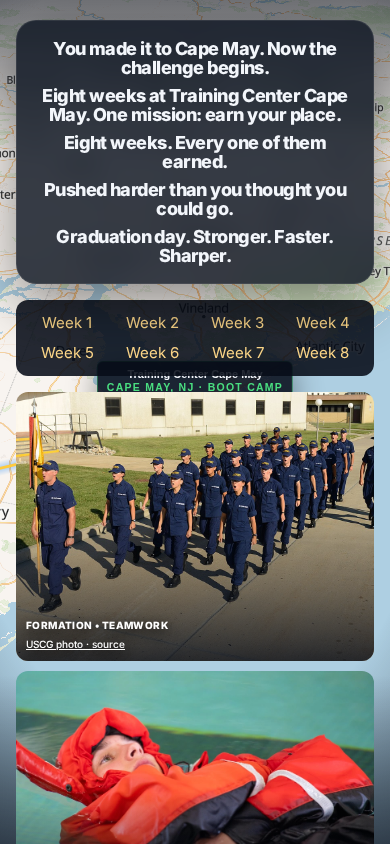 You made it to Cape May. Now the
challenge begins.
Eight weeks at Training Center Cape
May. One mission: earn your place.
Eight weeks. Every one of them
earned.
Pushed harder than you thought you
could go.
Graduation day. Stronger. Faster.
Sharper.
Vineland
Week 1 Week 2 Week 3 Week 4
Atlantic City
Week 5 Week 6 Week 7 Week 8
Training Center Cape May
CAPE MAY, NJ · BOOT CAMP
FORMATION • TEAMWORK
USCG photo · source